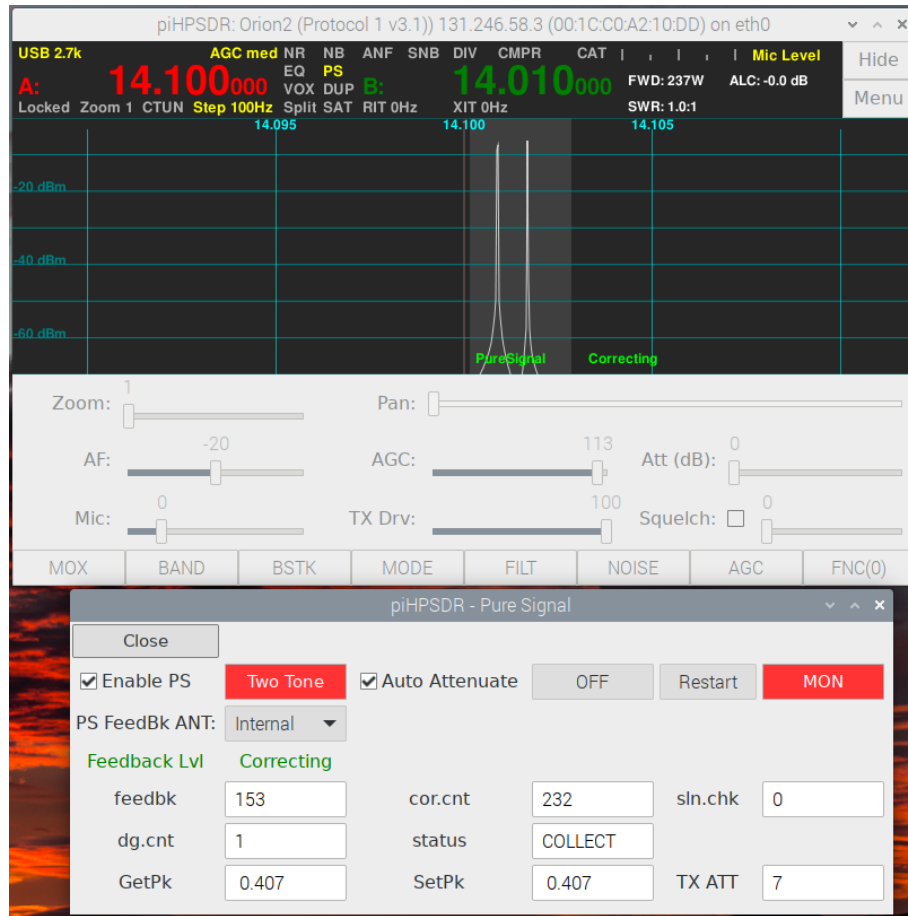 piHPSDR: Orion2 (Protocol 1 v3.1)) 131.246.58.3 (00:1C:C0:A2:10:DD) on eth0
USB 2.7k AGC med NR NB ANF SNB DIV CMPR CAT Mic Level Hide
A: 14.100000 EQ PS B: 14.010000 FWD: 237W ALC: -0.0 dB
VOX DUP
Locked Zoom 1 CTUN Step 100Hz Split SAT RIT 0Hz XIT 0Hz SWR: 1.0:1 Menu
14.095 14.100 14.105
-20 dBm
-40 dBm
-60 dBm
PureSignal Correcting
Zoom: 1 Pan:
AF: -20 AGC: 113 Att (dB): 0
Mic: 0 TX Drv: 100 Squelch: 0
MOX BAND BSTK MODE FILT NOISE AGC FNC(0)
piHPSDR - Pure Signal
Close
Enable PS Two Tone Auto Attenuate OFF Restart MON
PS FeedBk ANT: Internal
Feedback Lvl Correcting
feedbk 153 cor.cnt 232 sln.chk 0
dg.cnt 1 status COLLECT
GetPk 0.407 SetPk 0.407 TX ATT 7